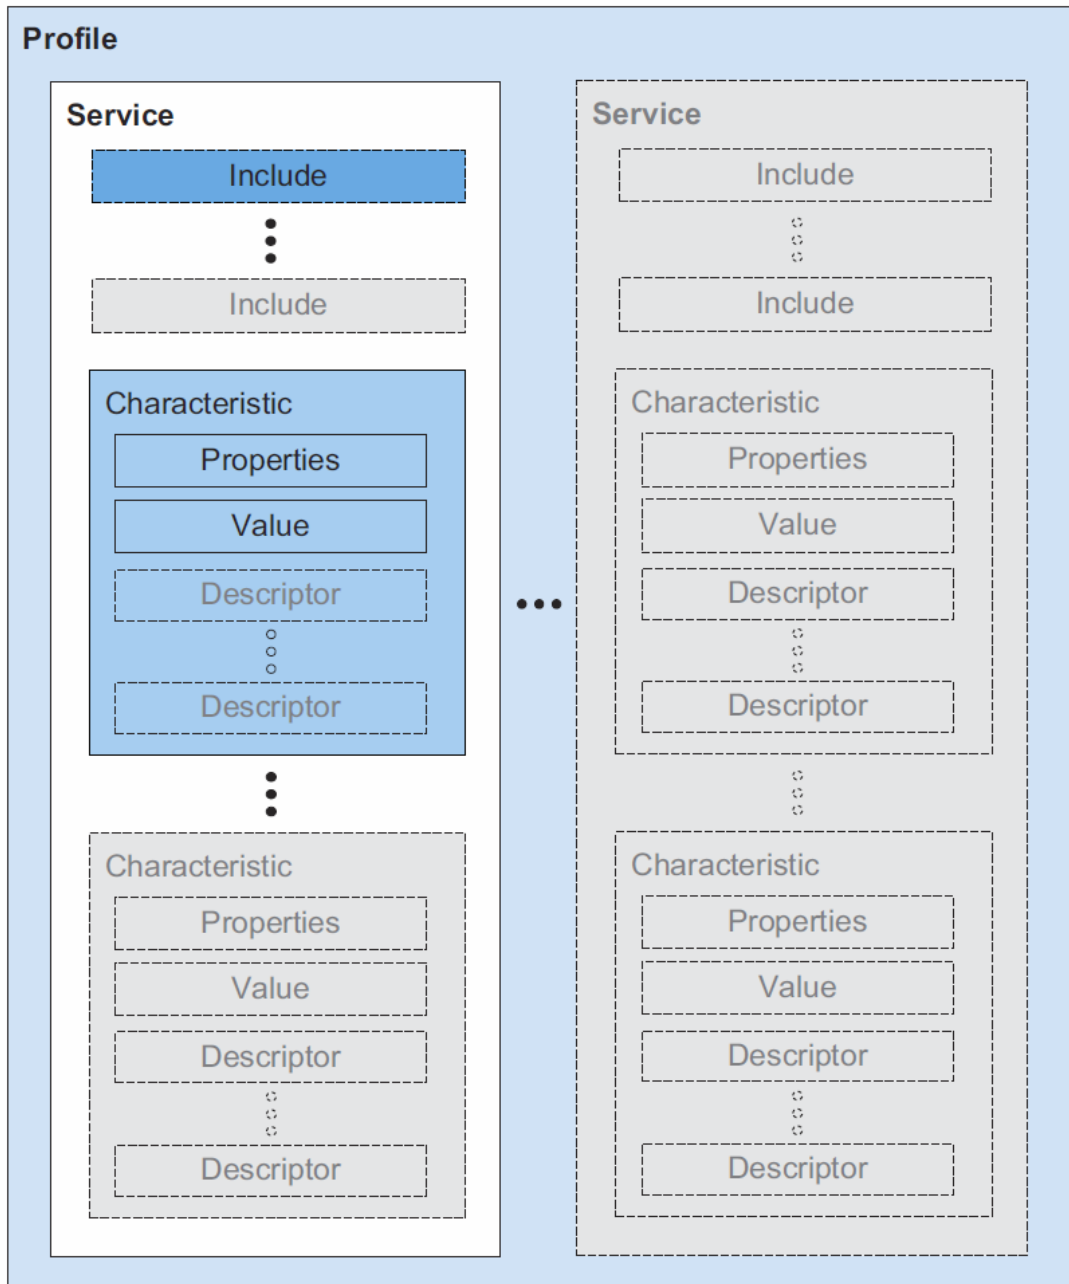 Profile
Service
Include
Include
Characteristic
Properties
Value
Descriptor
Descriptor
Characteristic
Properties
Value
Descriptor
Descriptor
Service
Include
Include
Characteristic
Properties
Value
Descriptor
Descriptor
Characteristic
Properties
Value
Descriptor
Descriptor